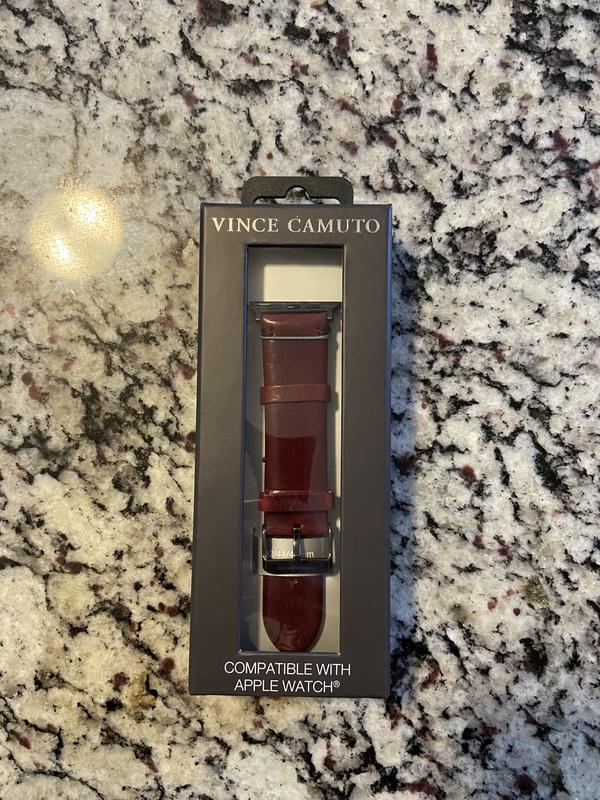 VINCE CAMUTO
COMPATIBLE WITH
APPLE WATCH®